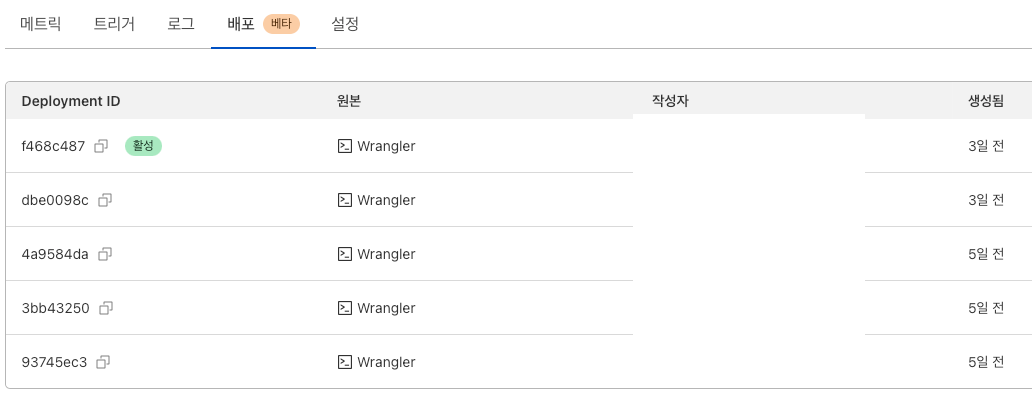 메트릭 트리거 로그 배포 베타 설정
Deployment ID 원본 작성자 생성됨
f468c487 활성 Wrangler 3일 전
dbe0098c Wrangler 3일 전
4a9584da Wrangler 5일 전
3bb43250 Wrangler 5일 전
93745ec3 Wrangler 5일 전